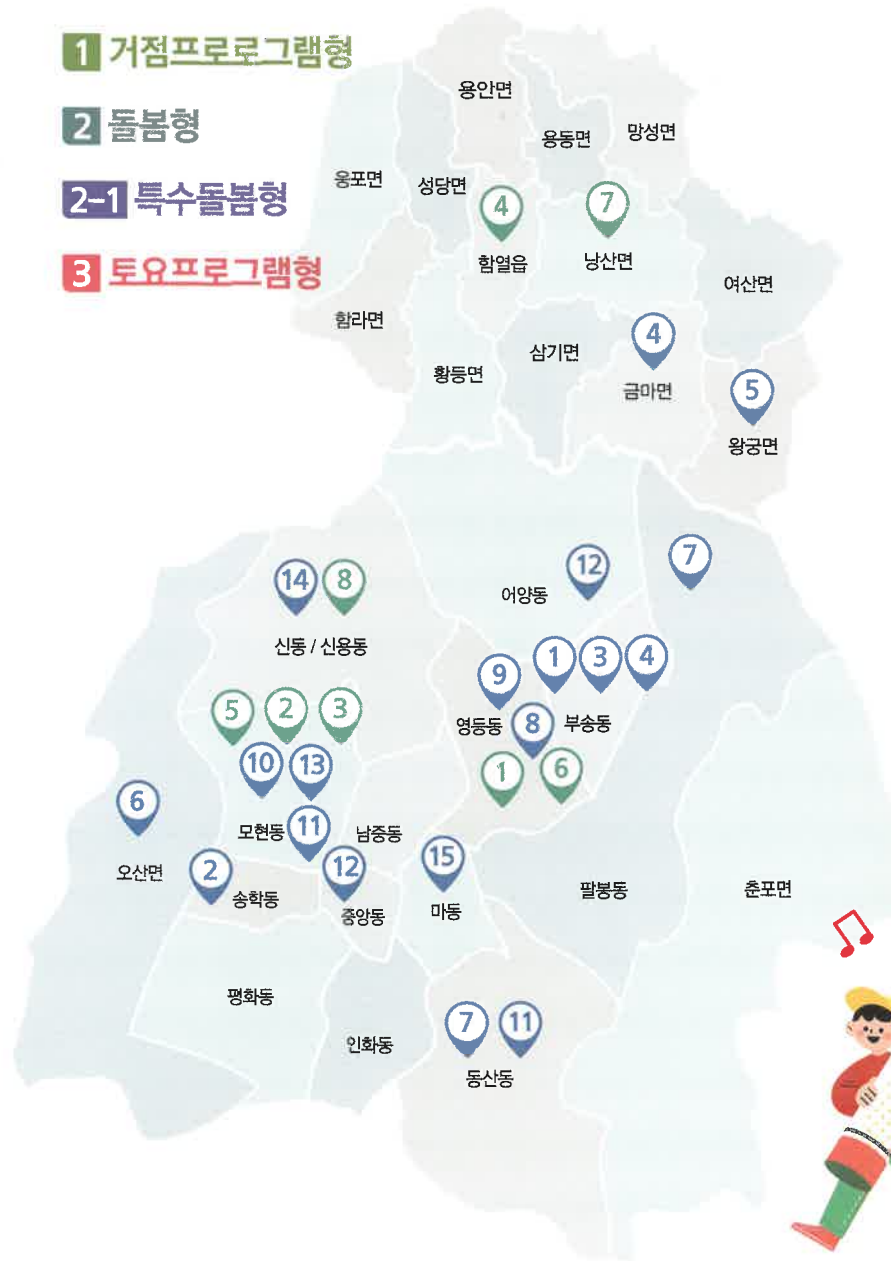 1 거점프로로그램형
2 돌봄형
2-1 특수돌봄형
3 토요프로그램형
용안면
용동면
망성면
웅포면
성당면
4
7
함열읍
낭산면
여산면
함라면
4
삼기면
황등면
금마면
5
왕궁면
7
12
14
8
어양동
신동 / 신용동
1
3
4
9
영등동
8
부송동
5
2
3
10
13
1
6
6
11
모현동
남중동
12
15
오산면
2
송학동
중앙동
마동
팔봉동
춘포면
평화동
인화동
7
11
동산동